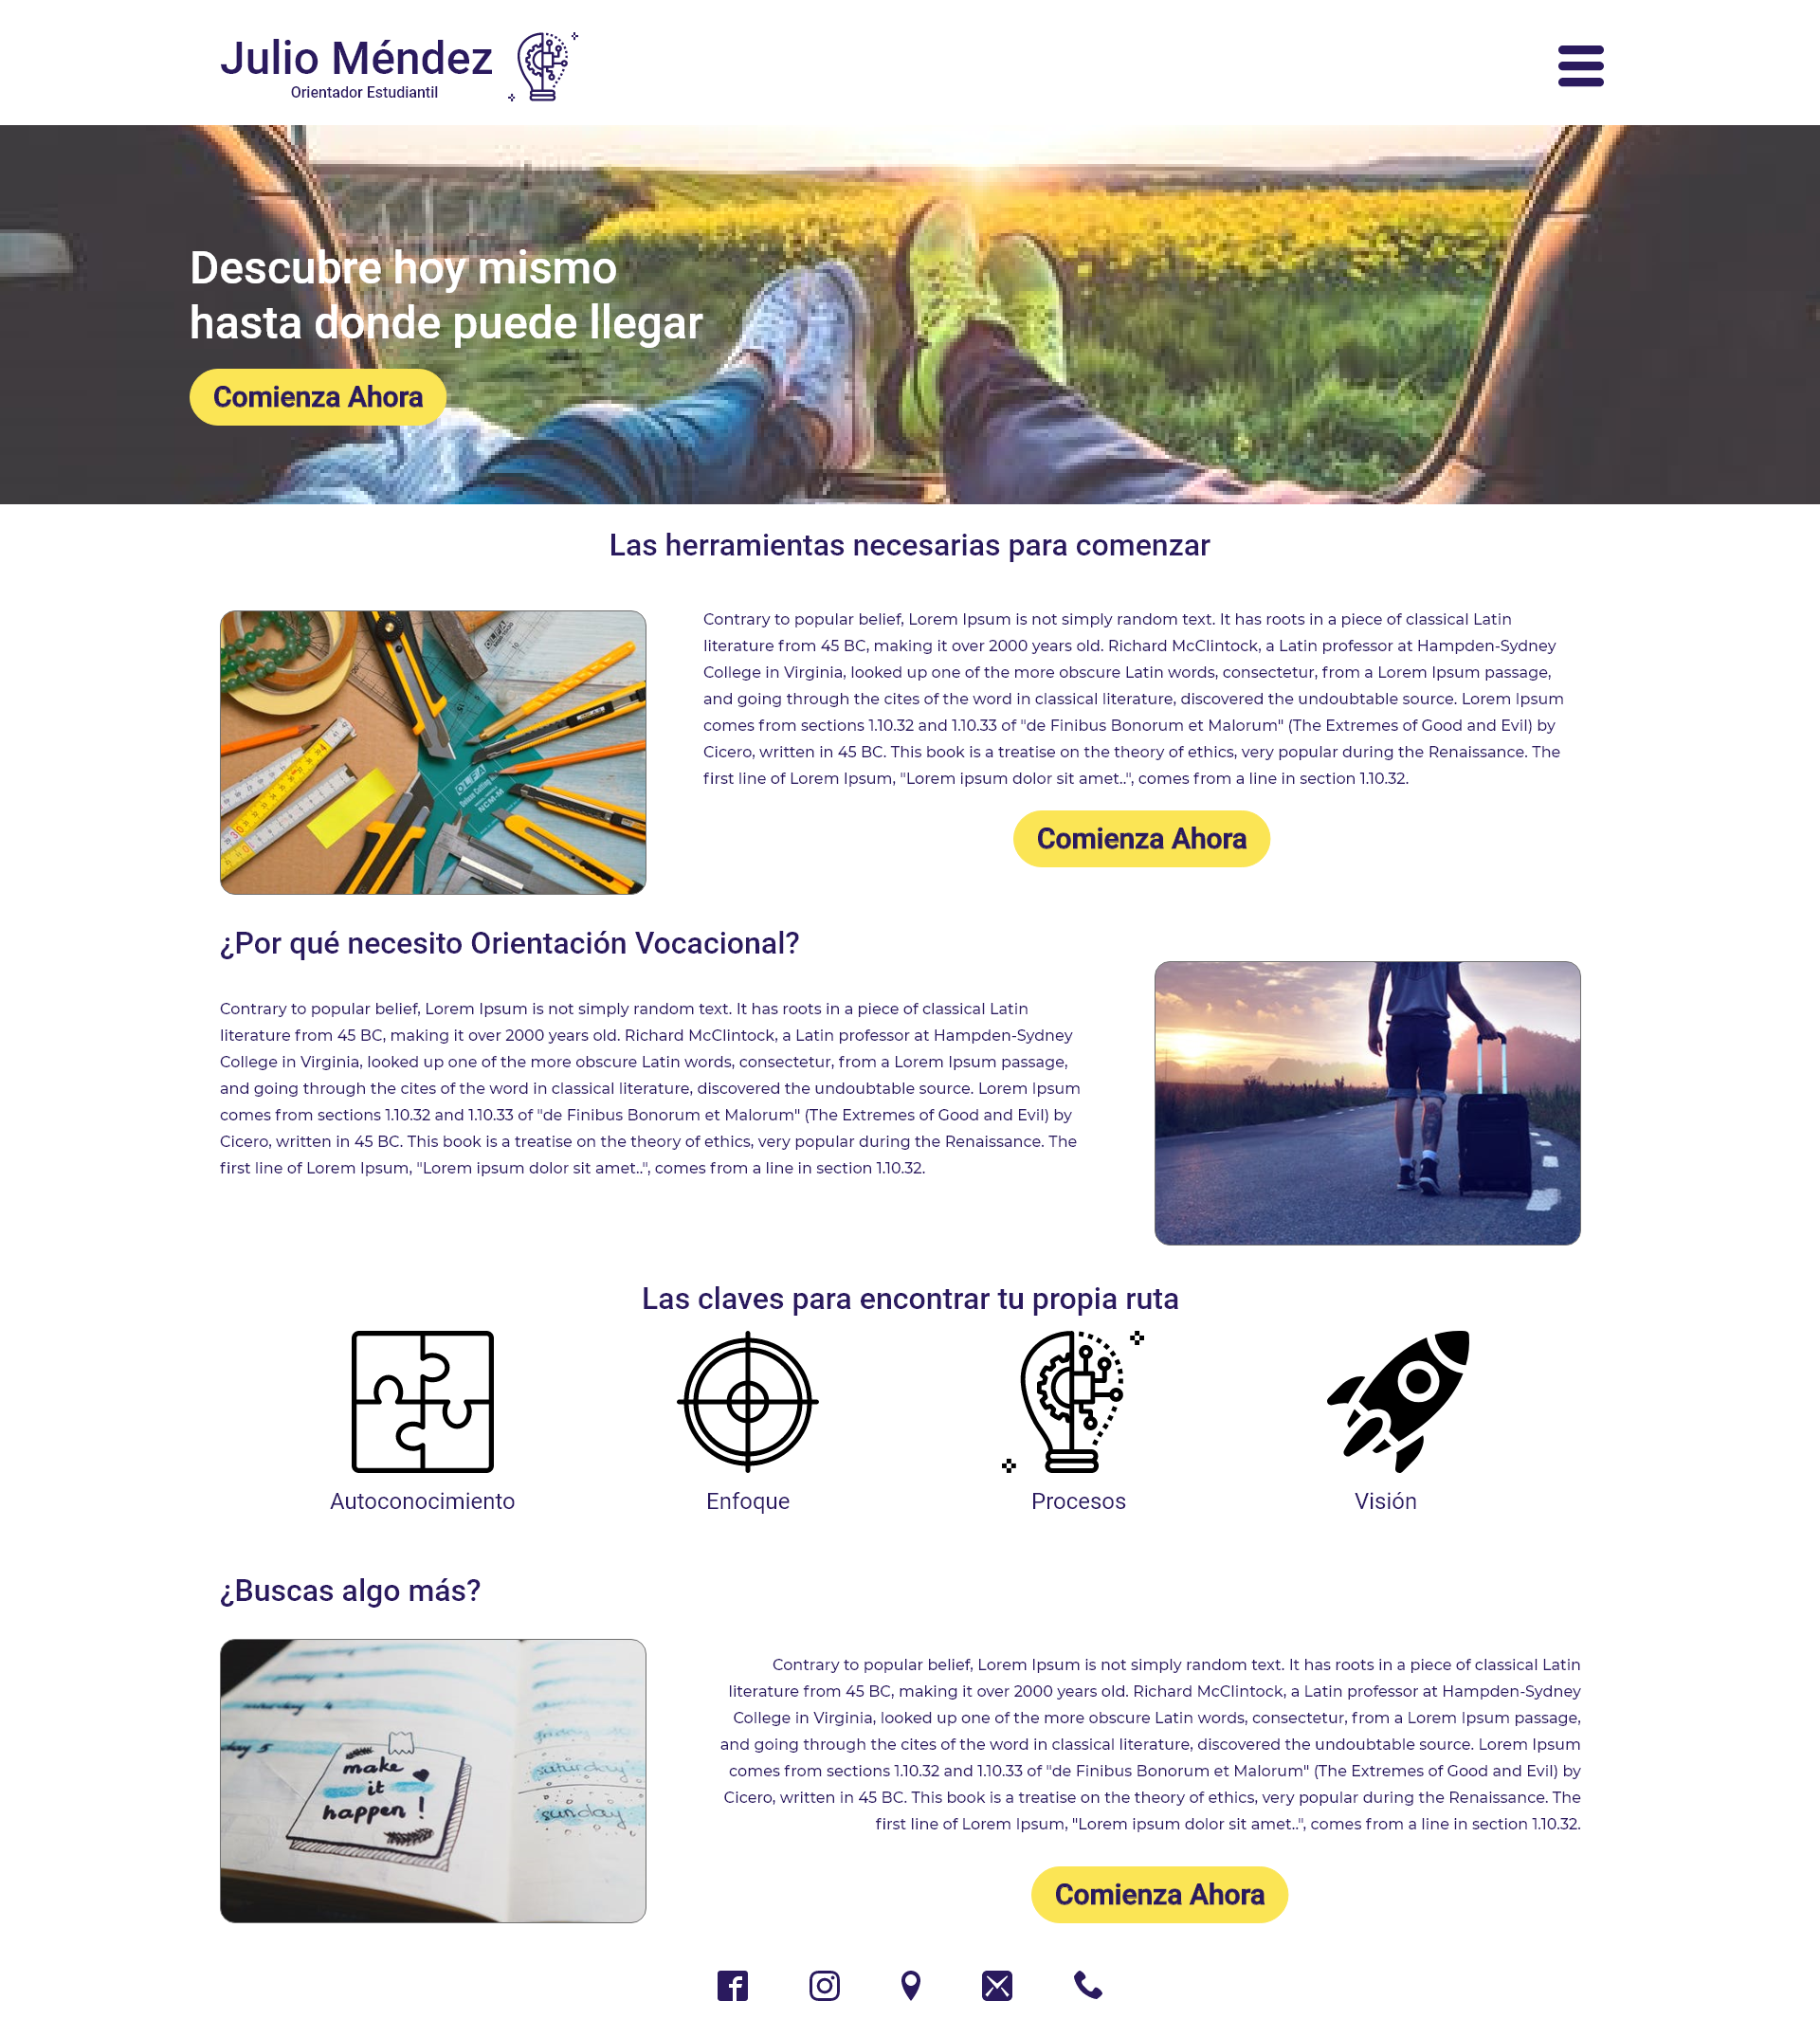 Julio Méndez
Orientador Estudiantil
Descubre hoy mismo
hasta donde puede llegar
Comienza Ahora
Las herramientas necesarias para comenzar
OLFA
OLFA
NCM-M
Contrary to popular belief, Lorem Ipsum is not simply random text. It has roots in a piece of classical Latin
literature from 45 BC, making it over 2000 years old. Richard McClintock, a Latin professor at Hampden-Sydney
College in Virginia, looked up one of the more obscure Latin words, consectetur, from a Lorem Ipsum passage,
and going through the cites of the word in classical literature, discovered the undoubtable source. Lorem Ipsum
comes from sections 1.10.32 and 1.10.33 of "de Finibus Bonorum et Malorum" (The Extremes of Good and Evil) by
Cicero, written in 45 BC. This book is a treatise on the theory of ethics, very popular during the Renaissance. The
first line of Lorem Ipsum, "Lorem ipsum dolor sit amet..", comes from a line in section 1.10.32.
Comienza Ahora
¿Por qué necesito Orientación Vocacional?
Contrary to popular belief, Lorem Ipsum is not simply random text. It has roots in a piece of classical Latin
literature from 45 BC, making it over 2000 years old. Richard McClintock, a Latin professor at Hampden-Sydney
College in Virginia, looked up one of the more obscure Latin words, consectetur, from a Lorem Ipsum passage,
and going through the cites of the word in classical literature, discovered the undoubtable source. Lorem Ipsum
comes from sections 1.10.32 and 1.10.33 of "de Finibus Bonorum et Malorum" (The Extremes of Good and Evil) by
Cicero, written in 45 BC. This book is a treatise on the theory of ethics, very popular during the Renaissance. The
first line of Lorem Ipsum, "Lorem ipsum dolor sit amet..", comes from a line in section 1.10.32.
Las claves para encontrar tu propia ruta
Autoconocimiento
Enfoque
Procesos
Visión
¿Buscas algo más?
day 5
make
it
happen !
saturday
sunday
Contrary to popular belief, Lorem Ipsum is not simply random text. It has roots in a piece of classical Latin
literature from 45 BC, making it over 2000 years old. Richard McClintock, a Latin professor at Hampden-Sydney
College in Virginia, looked up one of the more obscure Latin words, consectetur, from a Lorem Ipsum passage,
and going through the cites of the word in classical literature, discovered the undoubtable source. Lorem Ipsum
comes from sections 1.10.32 and 1.10.33 of "de Finibus Bonorum et Malorum" (The Extremes of Good and Evil) by
Cicero, written in 45 BC. This book is a treatise on the theory of ethics, very popular during the Renaissance. The
first line of Lorem Ipsum, "Lorem ipsum dolor sit amet..", comes from a line in section 1.10.32.
Comienza Ahora